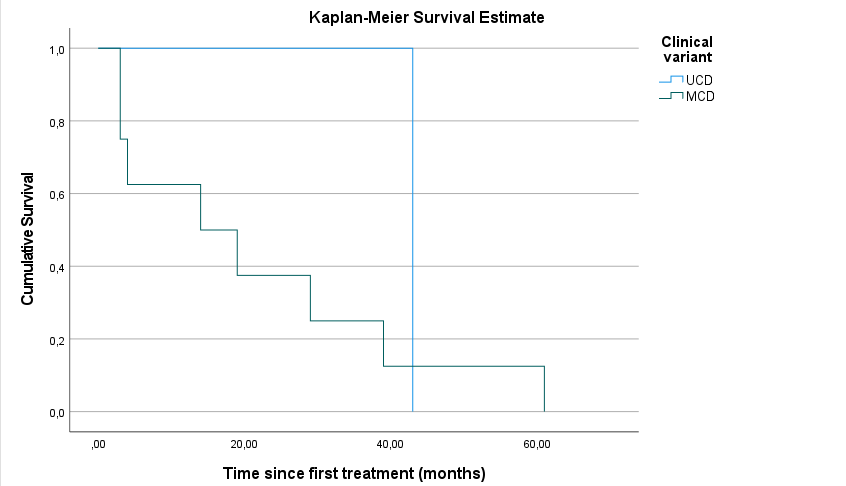 Kaplan-Meier Survival Estimate
Clinical
variant
UCD
MCD
Cumulative Survival
1,0
0,8
0,6
0,4
0,2
0,0
,00
20,00
40,00
60,00
Time since first treatment (months)